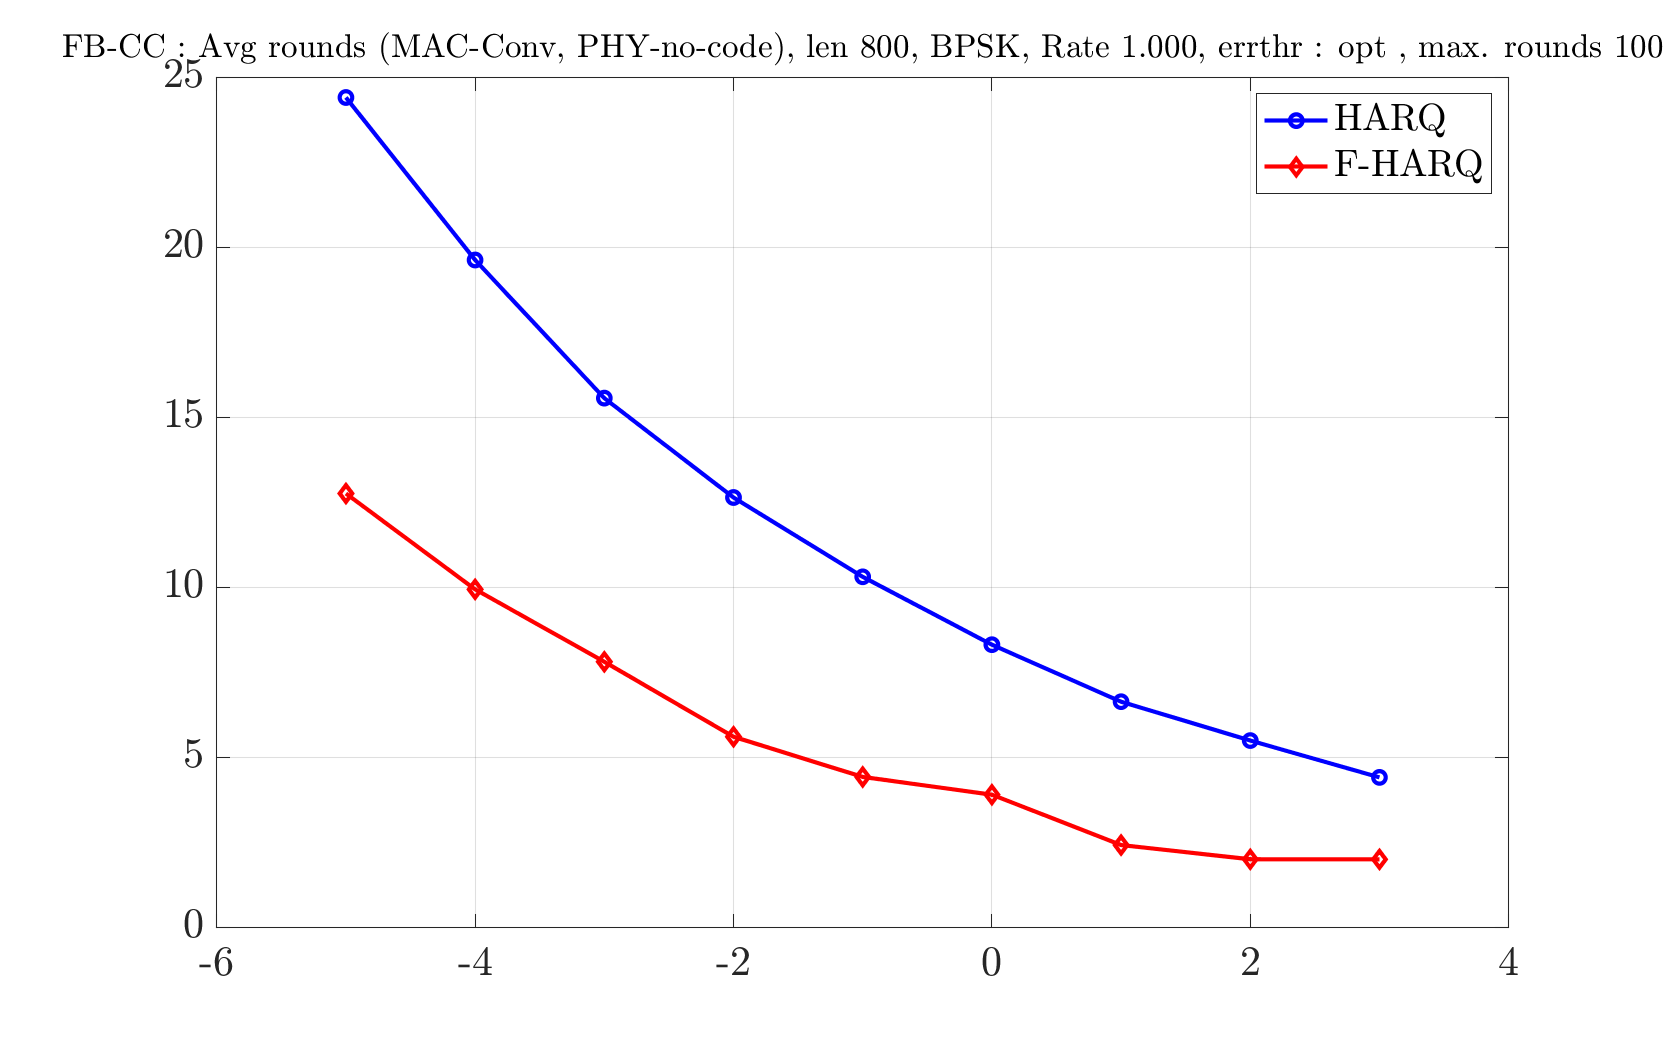 FB-CC : Avg rounds (MAC-Conv, PHY-no-code), len 800, BPSK, Rate 1.000, errthr : opt , max. rounds 100
25
20
15
10
5
0
-6 -4 -2 0 2 4
HARQ
F-HARQ